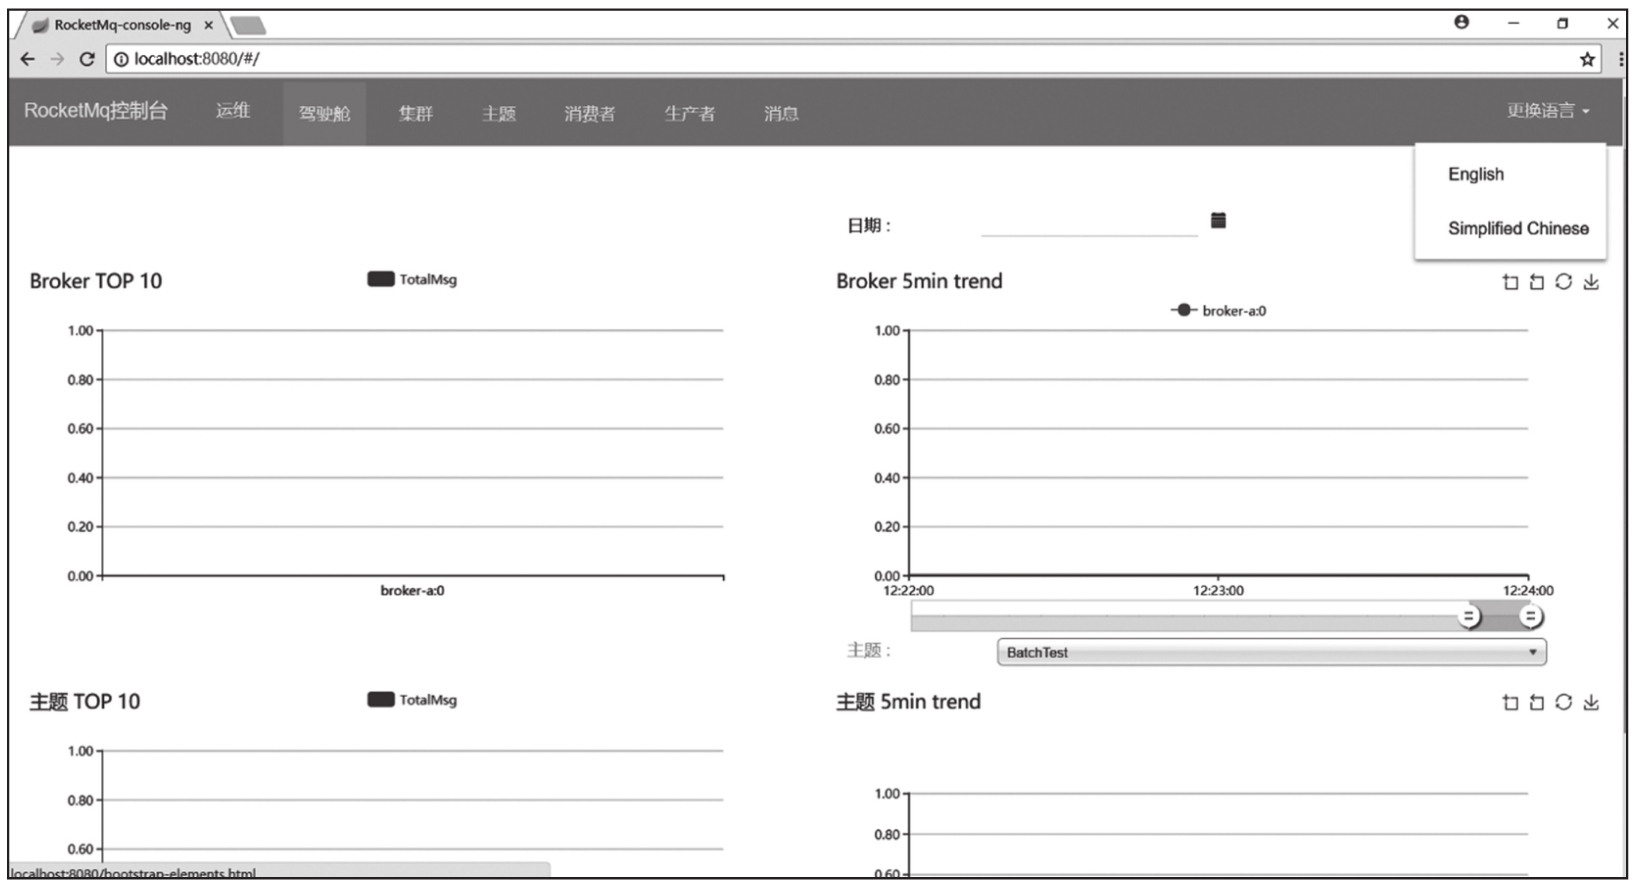 RocketMq-console-ng
localhost:8080/#/
RocketMq控制台 运维 驾驶舱 集群 主题 消费者 生产者 消息 更换语言
English
Simplified Chinese
日期 :
Broker TOP 10
TotalMsg
1.00
0.80
0.60
0.40
0.20
0.00
broker-a:0
Broker 5min trend
broker-a:0
1.00
0.80
0.60
0.40
0.20
0.00
12:22:00 12:23:00 12:24:00
主题 : BatchTest
主题 TOP 10
TotalMsg
1.00
0.80
0.60
主题 5min trend
1.00
0.80
0.60
localhost:8080/bootstrap-elements.html